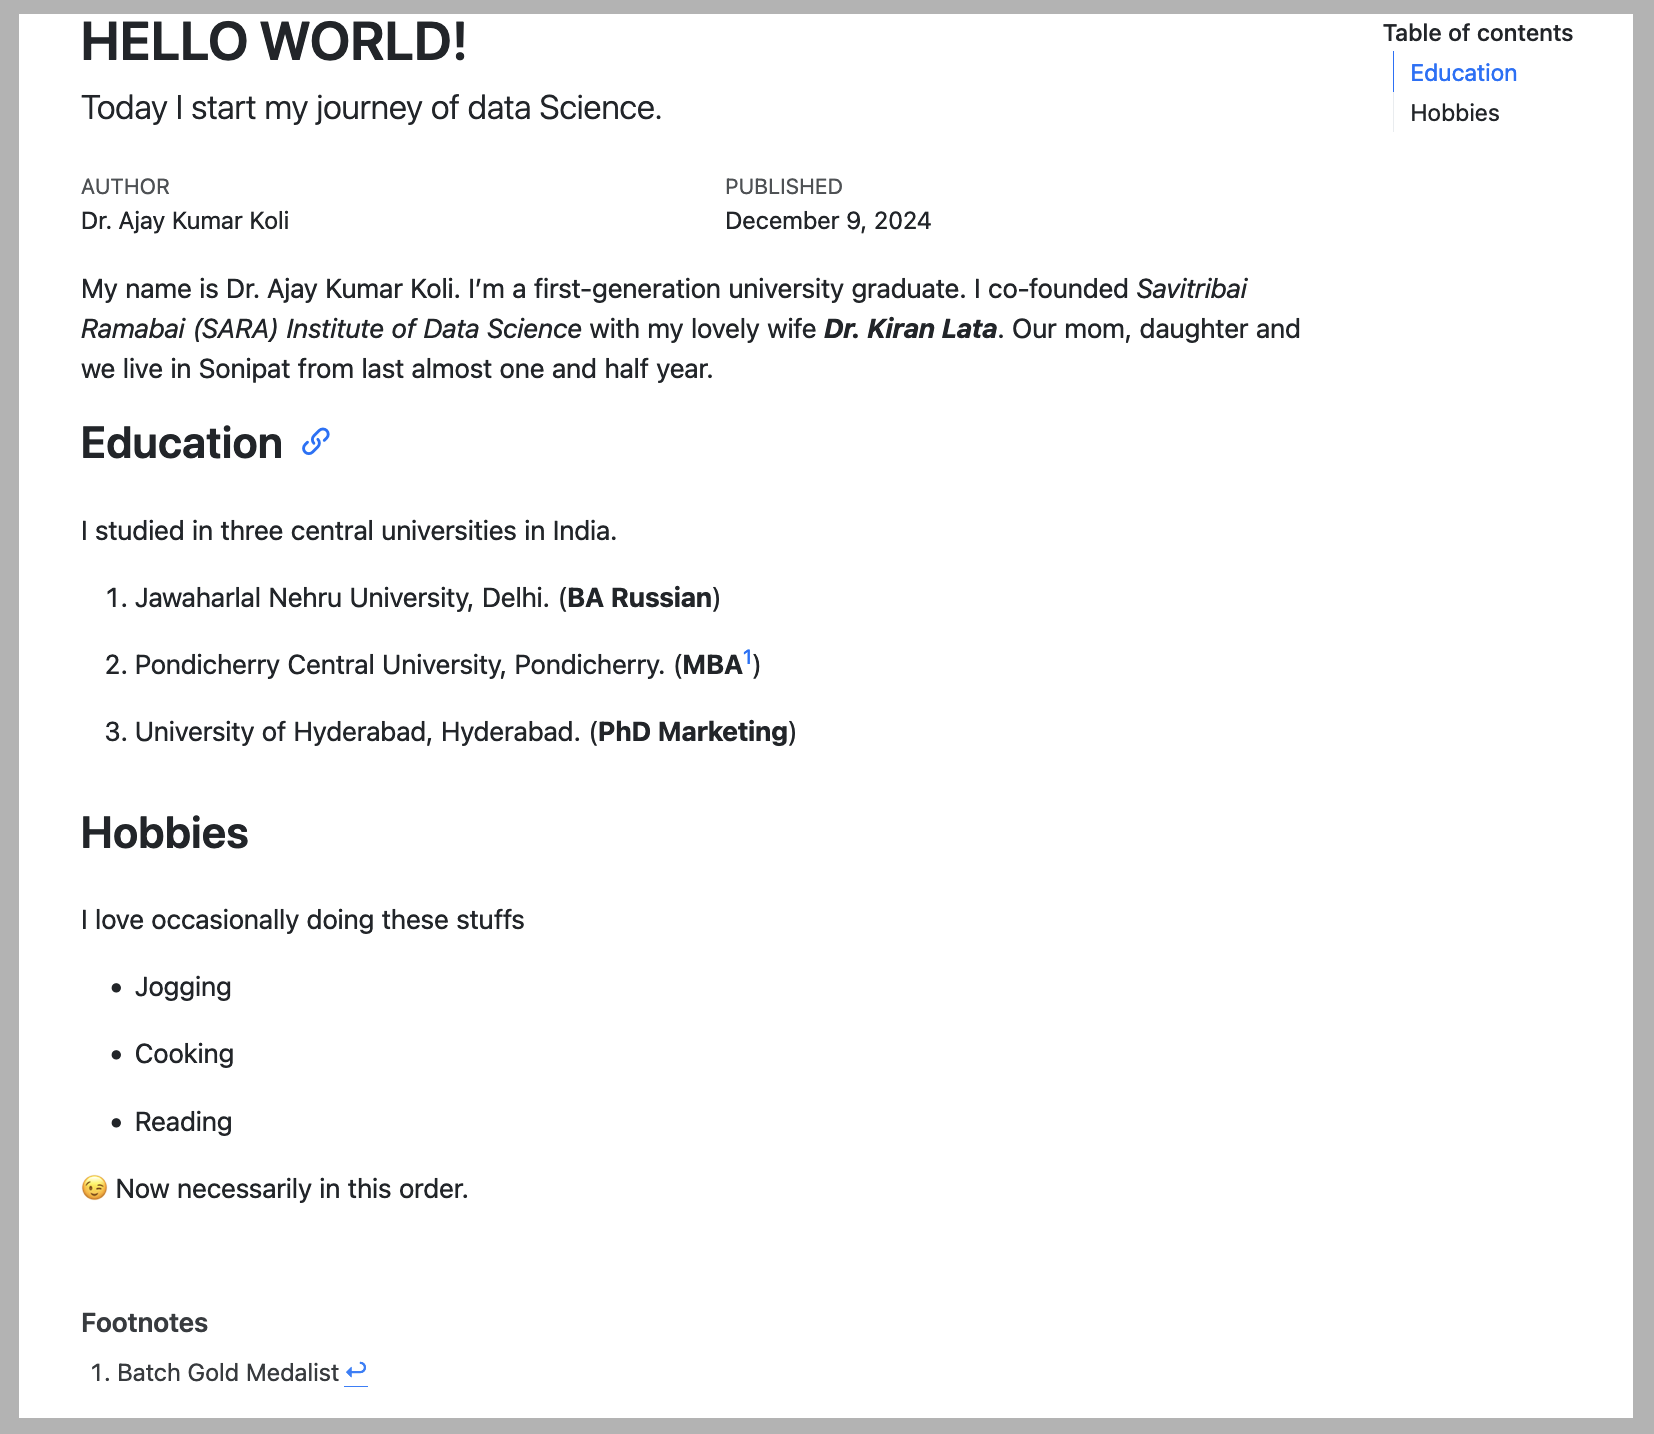 HELLO WORLD!
Today I start my journey of data Science.
Table of contents
Education
Hobbies
AUTHOR
Dr. Ajay Kumar Koli
PUBLISHED
December 9, 2024
My name is Dr. Ajay Kumar Koli. I’m a first-generation university graduate. I co-founded Savitribai
Ramabai (SARA) Institute of Data Science with my lovely wife Dr. Kiran Lata. Our mom, daughter and
we live in Sonipat from last almost one and half year.
Education
I studied in three central universities in India.
1. Jawaharlal Nehru University, Delhi. (BA Russian)
2. Pondicherry Central University, Pondicherry. (MBA1)
3. University of Hyderabad, Hyderabad. (PhD Marketing)
Hobbies
I love occasionally doing these stuffs
• Jogging
• Cooking
• Reading
😉 Now necessarily in this order.
Footnotes
1. Batch Gold Medalist ↩